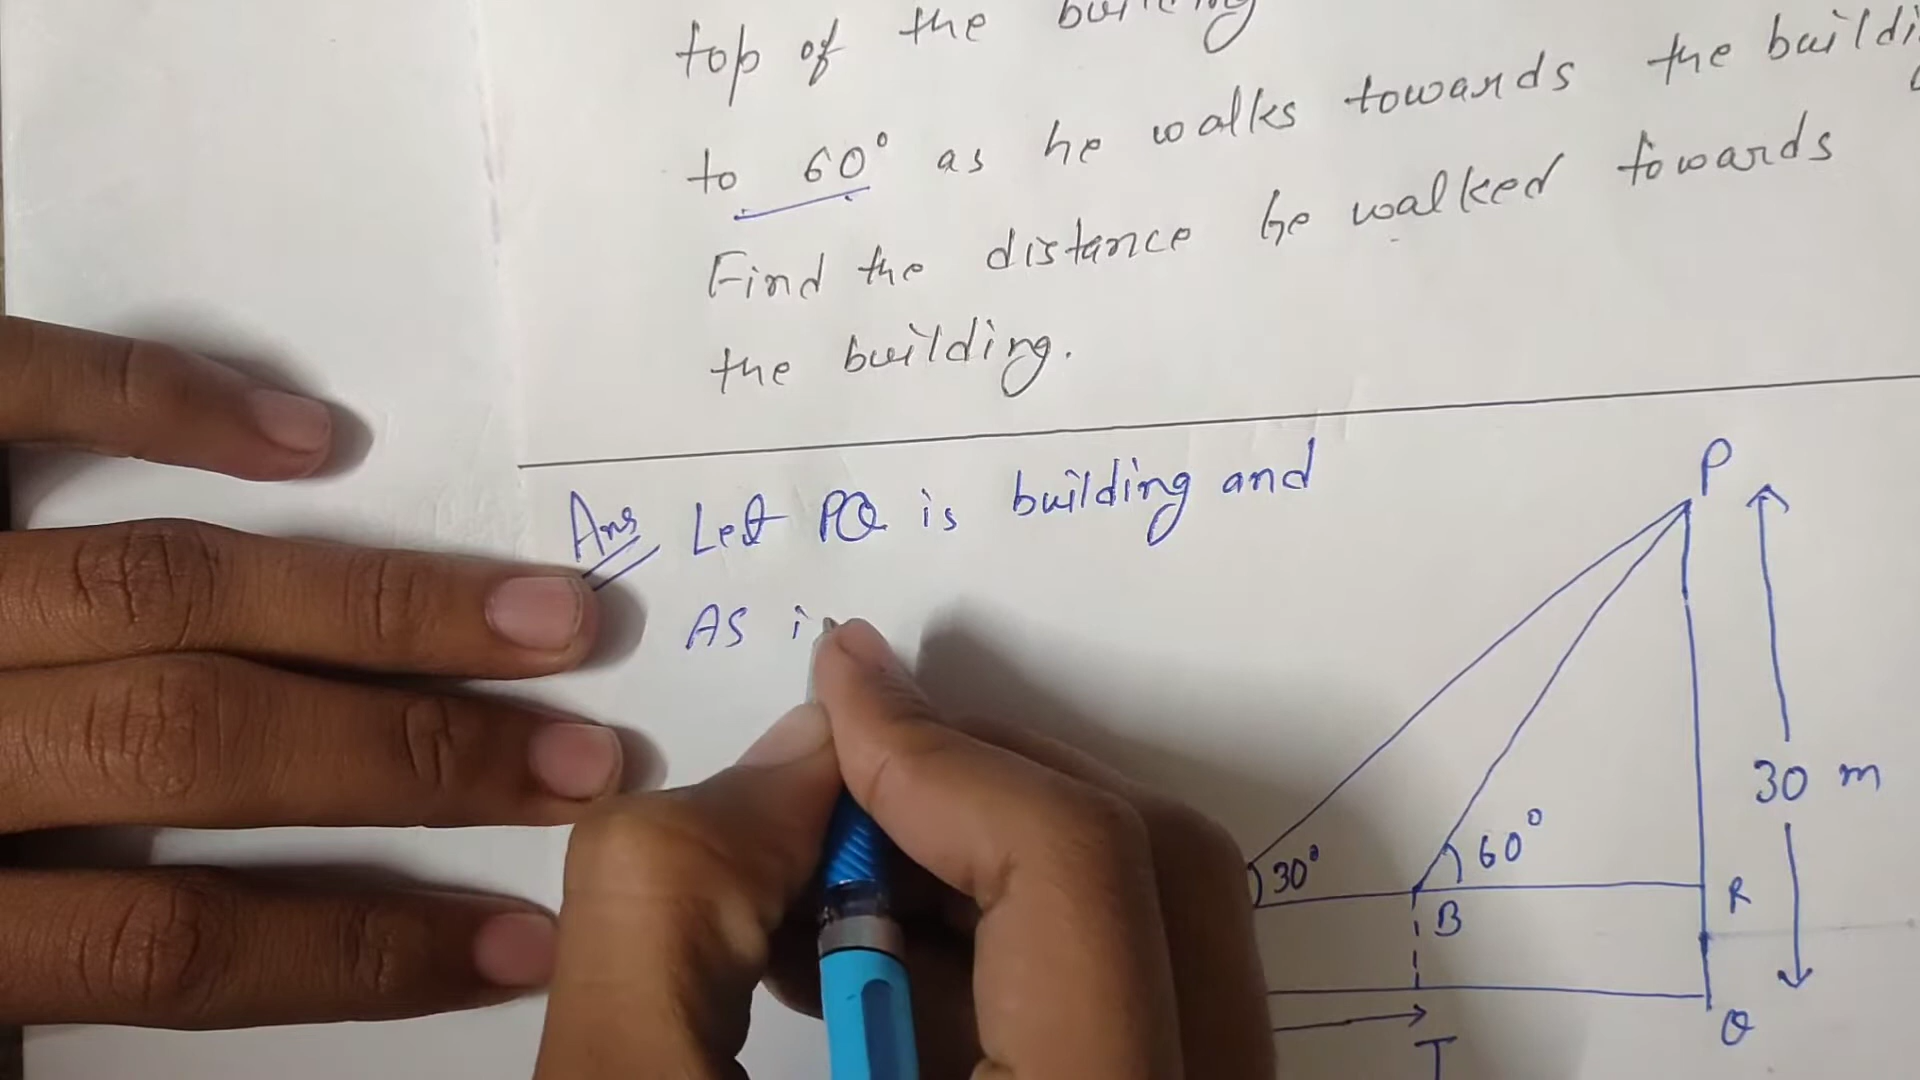 top of the building
to 60° as he walks towards the buildi
Find the distance he walked towards
the building.
Ans Let PQ is building and
AS i
P
30 m
30°
60°
B
R
Q
T